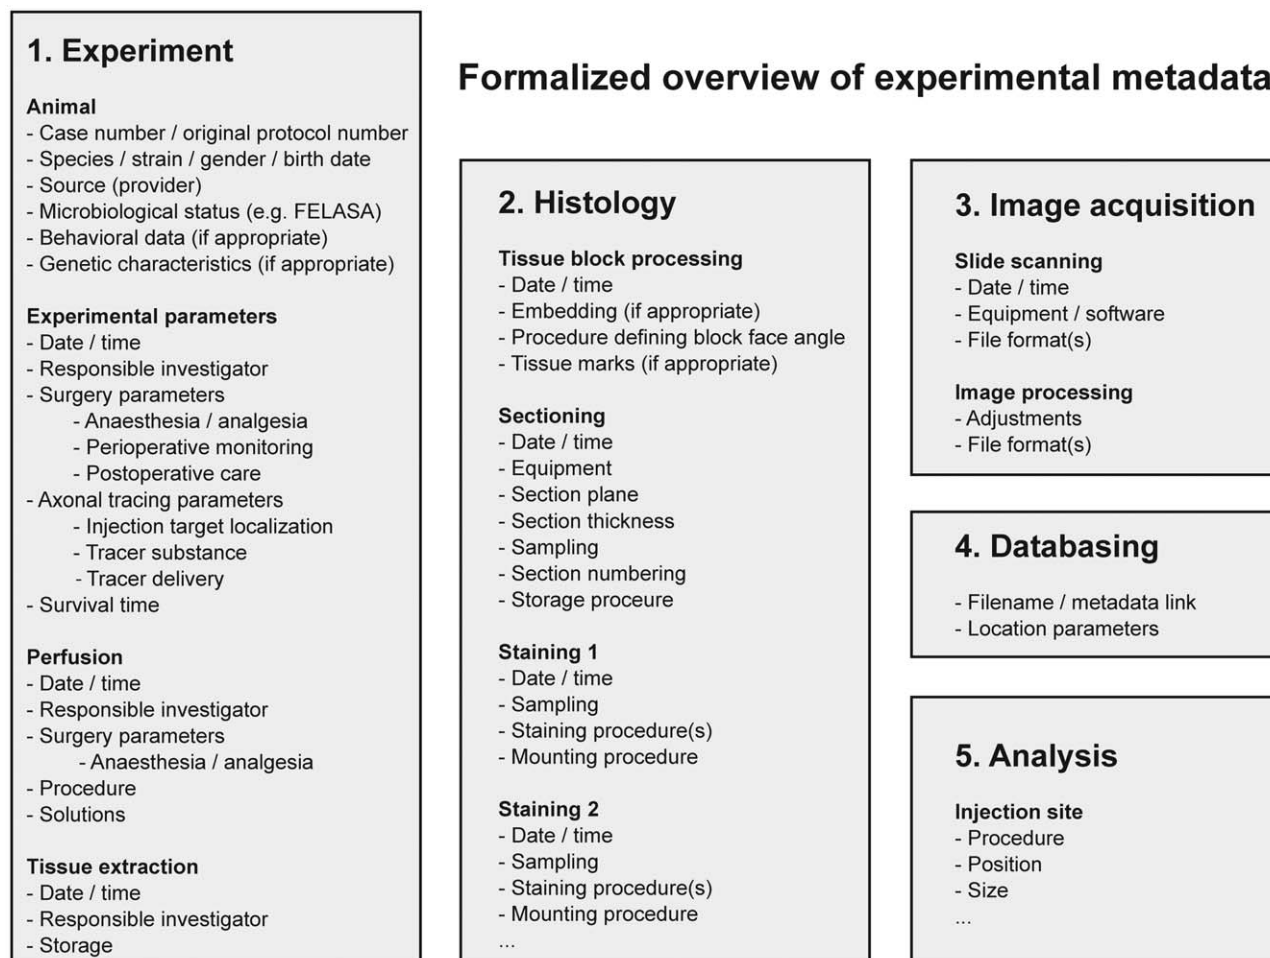 Formalized overview of experimental metadata
1. Experiment
Animal
- Case number / original protocol number
- Species / strain / gender / birth date
- Source (provider)
- Microbiological status (e.g. FELASA)
- Behavioral data (if appropriate)
- Genetic characteristics (if appropriate)
Experimental parameters
- Date / time
- Responsible investigator
- Surgery parameters
- Anaesthesia / analgesia
- Perioperative monitoring
- Postoperative care
- Axonal tracing parameters
- Injection target localization
- Tracer substance
- Tracer delivery
- Survival time
Perfusion
- Date / time
- Responsible investigator
- Surgery parameters
- Anaesthesia / analgesia
- Procedure
- Solutions
Tissue extraction
- Date / time
- Responsible investigator
- Storage
2. Histology
Tissue block processing
- Date / time
- Embedding (if appropriate)
- Procedure defining block face angle
- Tissue marks (if appropriate)
Sectioning
- Date / time
- Equipment
- Section plane
- Section thickness
- Sampling
- Section numbering
- Storage proceure
Staining 1
- Date / time
- Sampling
- Staining procedure(s)
- Mounting procedure
Staining 2
- Date / time
- Sampling
- Staining procedure(s)
- Mounting procedure
...
3. Image acquisition
Slide scanning
- Date / time
- Equipment / software
- File format(s)
Image processing
- Adjustments
- File format(s)
4. Databasing
- Filename / metadata link
- Location parameters
5. Analysis
Injection site
- Procedure
- Position
- Size
...